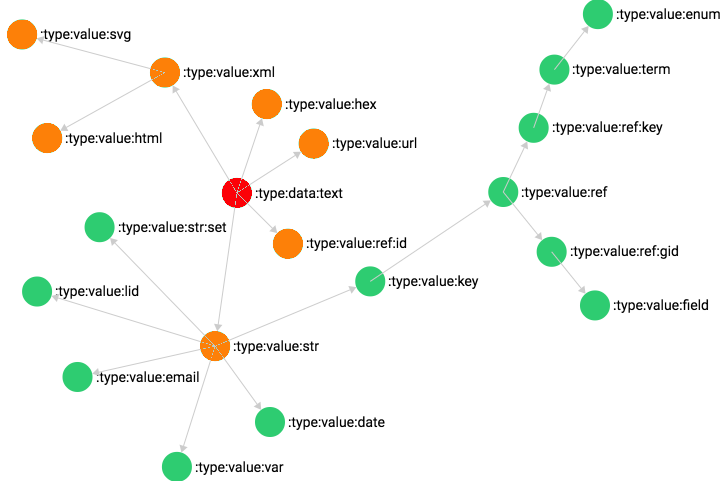 :type:value:enum
:type:value:svg
:type:value:term
:type:value:xml
:type:value:hex
:type:value:ref:key
:type:value:html
:type:value:url
:type:data:text
:type:value:ref
:type:value:str:set
:type:value:ref:id
:type:value:ref:gid
:type:value:key
:type:value:lid
:type:value:field
:type:value:str
:type:value:email
:type:value:date
:type:value:var